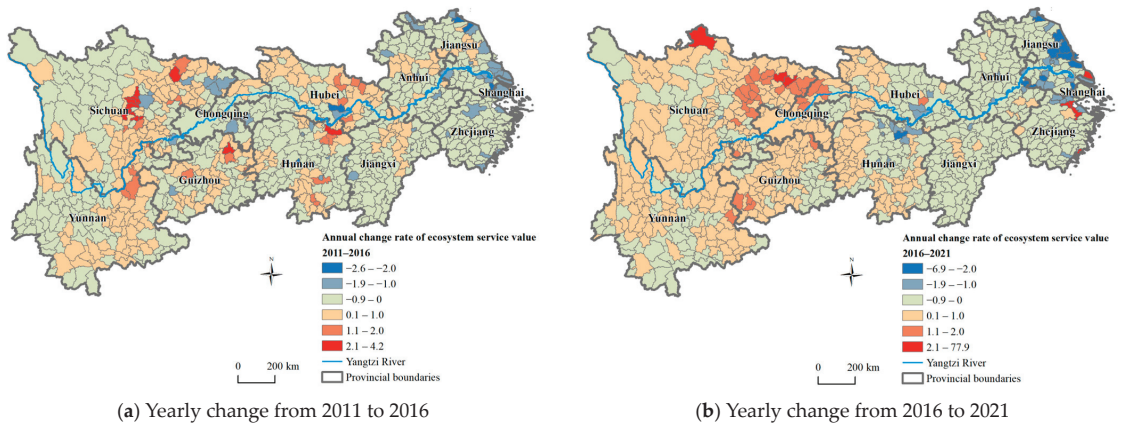 Jiangsu
Anhui
Shanghai
Hubei
Sichuan
Chongqing
Zhejiang
Hunan
Jiangxi
Guizhou
Yunnan
Annual change rate of ecosystem service value
2011–2016
−2.6 – −2.0
−1.9 – −1.0
−0.9 – 0
0.1 – 1.0
1.1 – 2.0
2.1 – 4.2
Yangtzi River
Provincial boundaries
N
0 200 km
(a) Yearly change from 2011 to 2016
Jiangsu
Anhui
Shanghai
Hubei
Sichuan
Chongqing
Zhejiang
Hunan
Jiangxi
Guizhou
Yunnan
Annual change rate of ecosystem service value
2016–2021
−6.9 – −2.0
−1.9 – −1.0
−0.9 – 0
0.1 – 1.0
1.1 – 2.0
2.1 – 77.9
Yangtzi River
Provincial boundaries
N
0 200 km
(b) Yearly change from 2016 to 2021